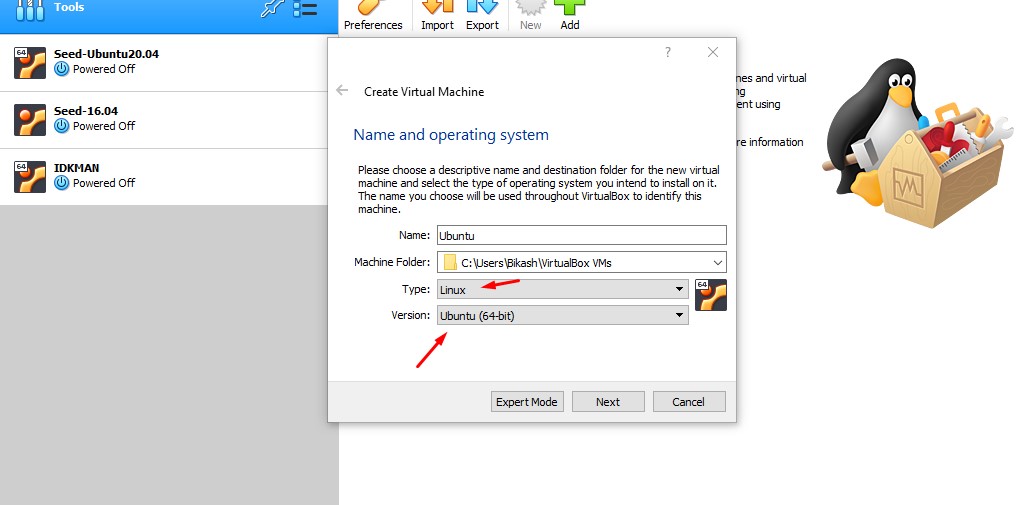 Tools
Preferences
Import
Export
New
Add
64
Seed-Ubuntu20.04
Powered Off
Seed-16.04
Powered Off
64
IDKMAN
Powered Off
?
Create Virtual Machine
Name and operating system
Please choose a descriptive name and destination folder for the new virtual
machine and select the type of operating system you intend to install on it.
The name you choose will be used throughout VirtualBox to identify this
machine.
Name: Ubuntu
Machine Folder: C:\Users\Bikash\VirtualBox VMs
Type: Linux
64
Version: Ubuntu (64-bit)
Expert Mode
Next
Cancel
nes and virtual
ng
ent using
re information